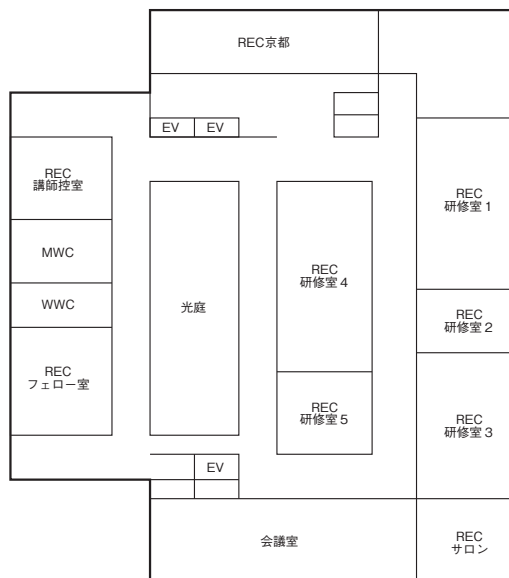 REC京都
EV
EV
REC
講師控室
MWC
WWC
REC
フェロー室
光庭
REC
研修室4
REC
研修室5
REC
研修室1
REC
研修室2
REC
研修室3
EV
会議室
REC
サロン